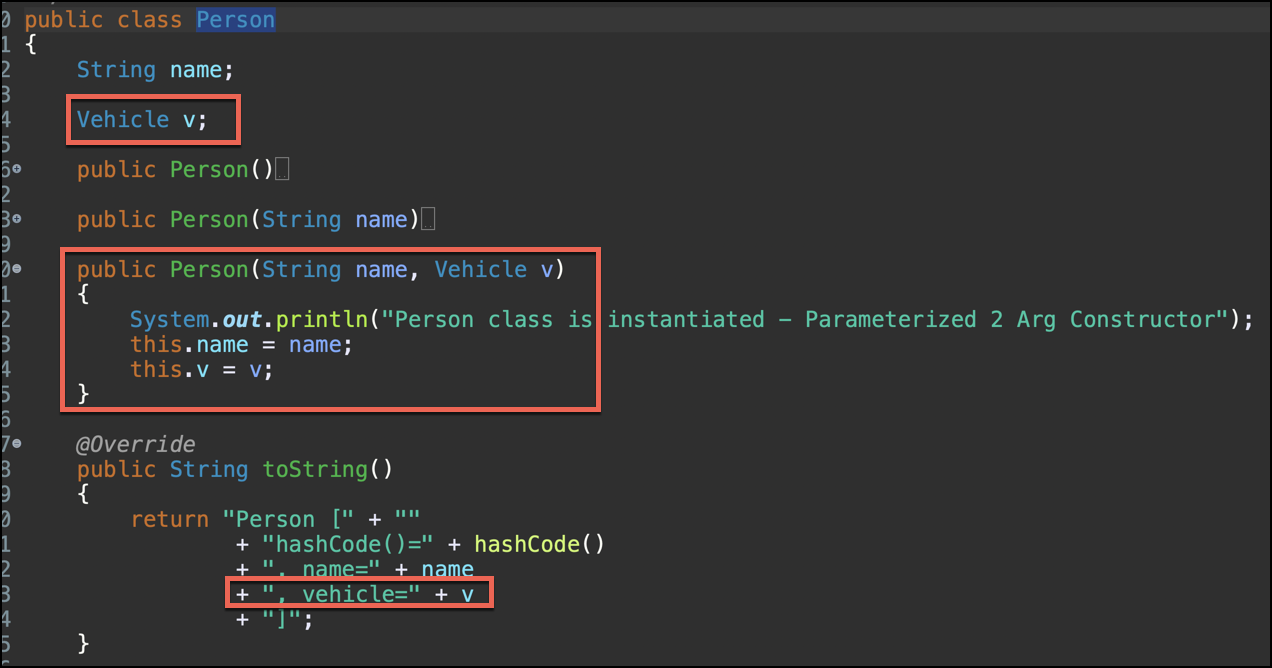 0 public class Person
1 {
2 String name;
3
4 Vehicle v;
5
6 public Person()
2
3 public Person(String name)
9
0 public Person(String name, Vehicle v)
1 {
2 System.out.println("Person class is instantiated - Parameterized 2 Arg Constructor");
3 this.name = name;
4 this.v = v;
5 }
6
7 @Override
8 public String toString()
9 {
0 return "Person [" + ""
1 + "hashCode()=" + hashCode()
2 + ", name=" + name
3 + ", vehicle=" + v
4 + "]";
5 }